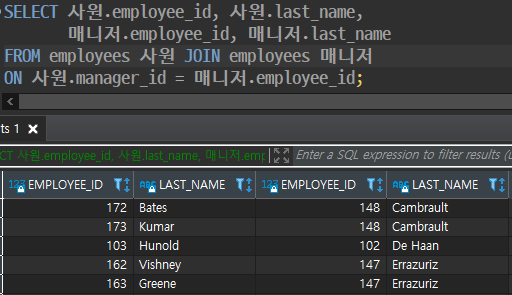 SELECT 사원.employee_id, 사원.last_name,
매니저.employee_id, 매니저.last_name
FROM employees 사원 JOIN employees 매니저
ON 사원.manager_id = 매니저.employee_id;
ts 1
CT 사원.employee_id, 사원.last_name, 매니저.emp Enter a SQL expression to filter results (
123 EMPLOYEE_ID ABC LAST_NAME 123 EMPLOYEE_ID ABC LAST_NAME
172 Bates 148 Cambrault
173 Kumar 148 Cambrault
103 Hunold 102 De Haan
162 Vishney 147 Errazuriz
163 Greene 147 Errazuriz